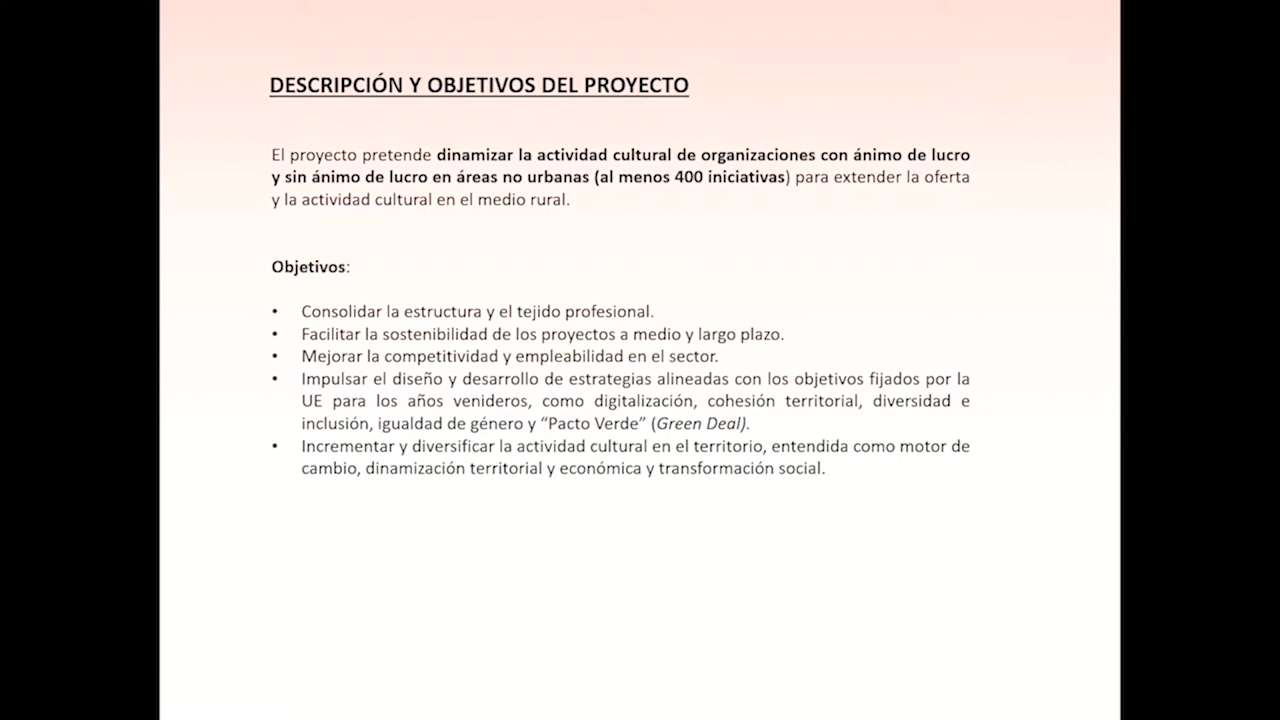 DESCRIPCIÓN Y OBJETIVOS DEL PROYECTO
El proyecto pretende dinamizar la actividad cultural de organizaciones con ánimo de lucro
y sin ánimo de lucro en áreas no urbanas (al menos 400 iniciativas) para extender la oferta
y la actividad cultural en el medio rural.
Objetivos:
• Consolidar la estructura y el tejido profesional.
• Facilitar la sostenibilidad de los proyectos a medio y largo plazo.
• Mejorar la competitividad y empleabilidad en el sector.
• Impulsar el diseño y desarrollo de estrategias alineadas con los objetivos fijados por la
UE para los años venideros, como digitalización, cohesión territorial, diversidad e
inclusión, igualdad de género y “Pacto Verde” (Green Deal).
• Incrementar y diversificar la actividad cultural en el territorio, entendida como motor de
cambio, dinamización territorial y económica y transformación social.